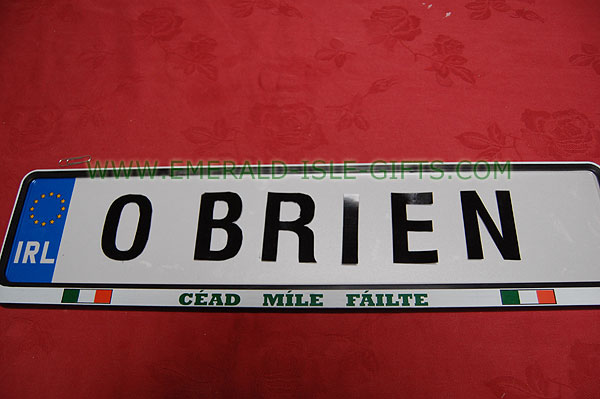 WWW.EMERALD-ISLE-GIFTS.COM
IRL O BRIEN
CÉAD MÍLE FÁILTE